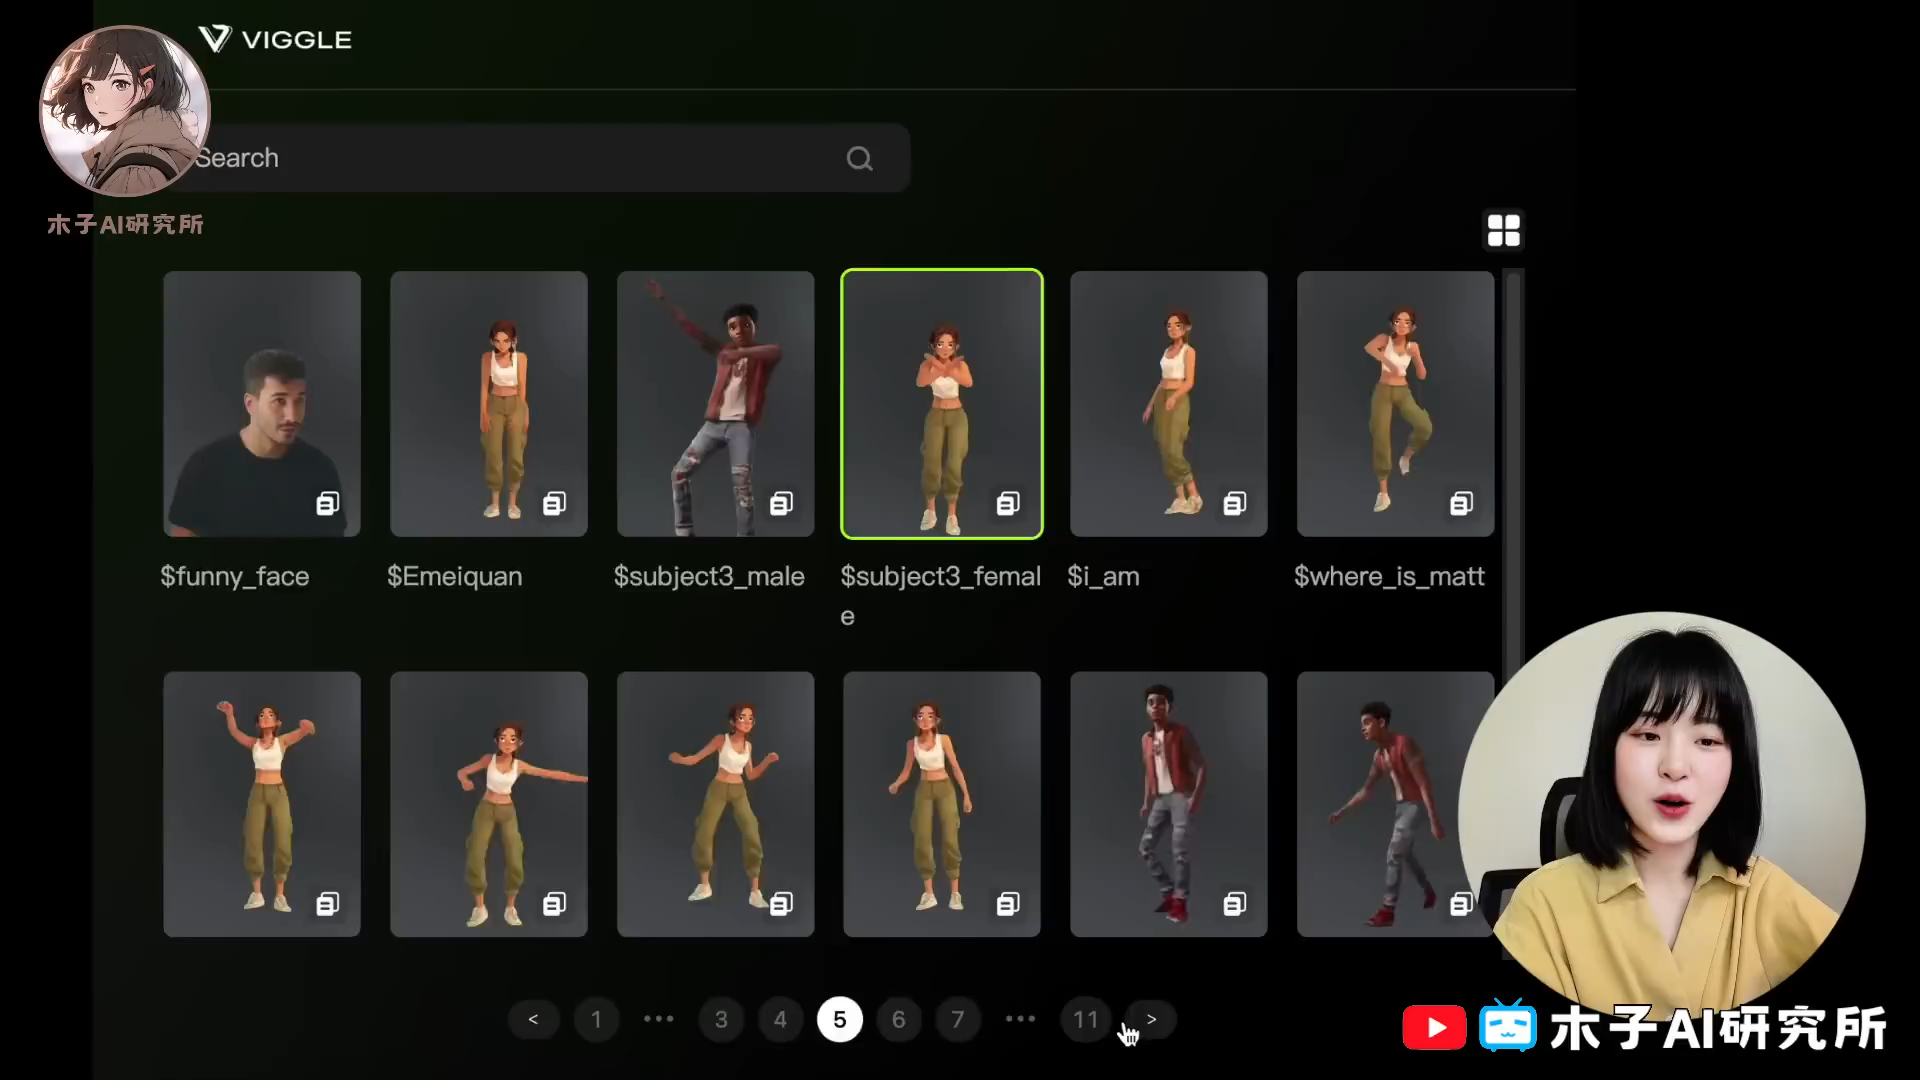 VIGGLE
Search
木子AI研究所
$funny_face
$Emeiquan
$subject3_male
$subject3_femal
e
$i_am
$where_is_matt
< 1 ••• 3 4 5 6 7 ••• 11 >
木子AI研究所